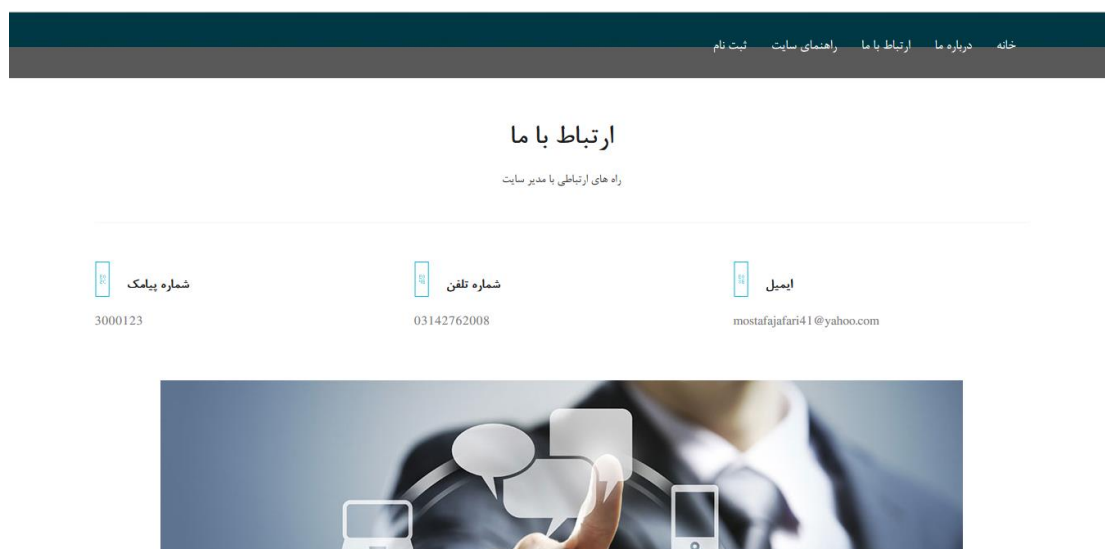 خانه درباره ما ارتباط با ما راهنمای سایت ثبت نام
ارتباط با ما
راه های ارتباطی با مدیر سایت
ایمیل
mostafajafari41@yahoo.com
شماره تلفن
03142762008
شماره پیامک
3000123